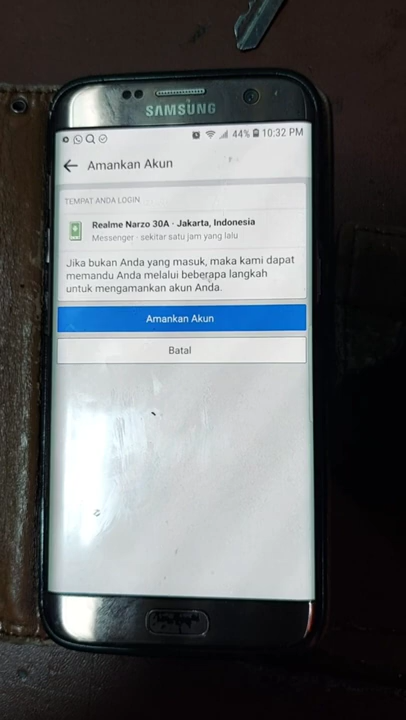 SAMSUNG
44% 10:32 PM
Amankan Akun
TEMPAT ANDA LOGIN
Realme Narzo 30A · Jakarta, Indonesia
Messenger · sekitar satu jam yang lalu
Jika bukan Anda yang masuk, maka kami dapat
memandu Anda melalui beberapa langkah
untuk mengamankan akun Anda.
Amankan Akun
Batal